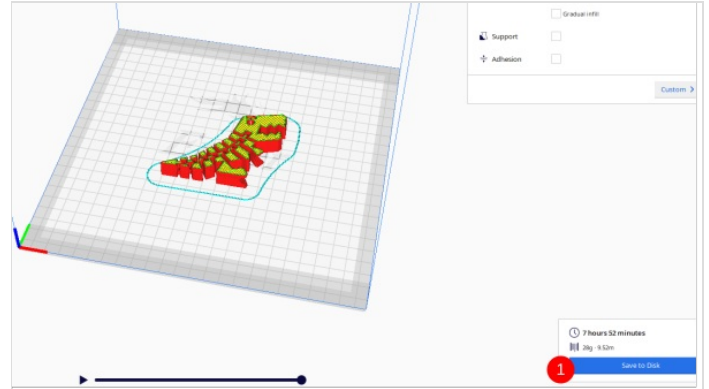 Gradual infill
Support
Adhesion
Custom
7 hours 52 minutes
28g · 9.52m
1
Save to Disk